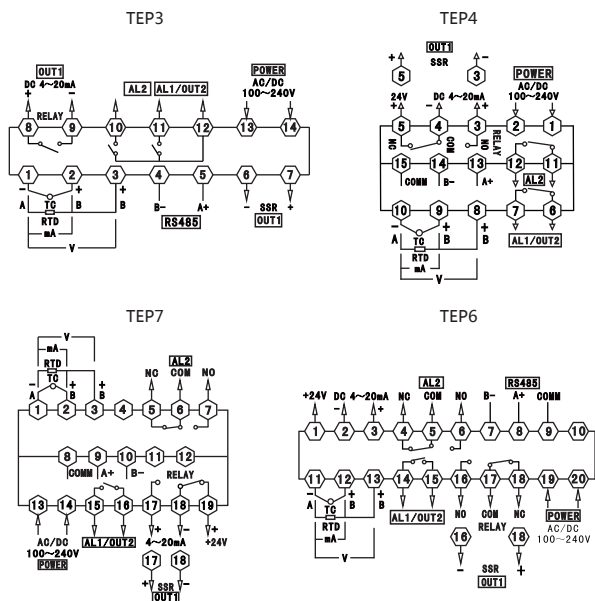 TEP3 TEP4
OUT1
DC 4～20mA
+ -
RELAY
AL2 AL1/OUT2
POWER
AC/DC
100～240V
8 9 10 11 12 13 14
1 2 3 4 5 6 7
- + +
A TC B B
RTD
mA
V
B- A+
RS485
- +
SSR
OUT1
OUT1
SSR
+ -
5 3
24V DC 4～20mA
+ - +
POWER
AC/DC
100～240V
5 4 3 2 1
NC COM NO RELAY
15 14 13 12 11
COMM B- A+
AL2
10 9 8 7 6
- + +
A TC B B
RTD
mA
V
AL1/OUT2
TEP7 TEP6
V
mA
RTD
TC
- + +
A B B
AL2
NC COM NO
1 2 3 4 5 6 7
8 9 10 11 12
COMM A+ B-
RELAY
13 14 15 16 17 18 19
AC/DC
100～240V
POWER
AL1/OUT2
+ - +
4～20mA +24V
17 18
+ -
SSR
OUT1
+24V DC 4～20mA
- +
AL2
NC COM NO
RS485
B- A+ COMM
1 2 3 4 5 6 7 8 9 10
11 12 13 14 15 16 17 18 19 20
- + +
A TC B B
RTD
mA
V
AL1/OUT2
NO COM NC
RELAY
16 18
- +
SSR
OUT1
POWER
AC/DC
100～240V